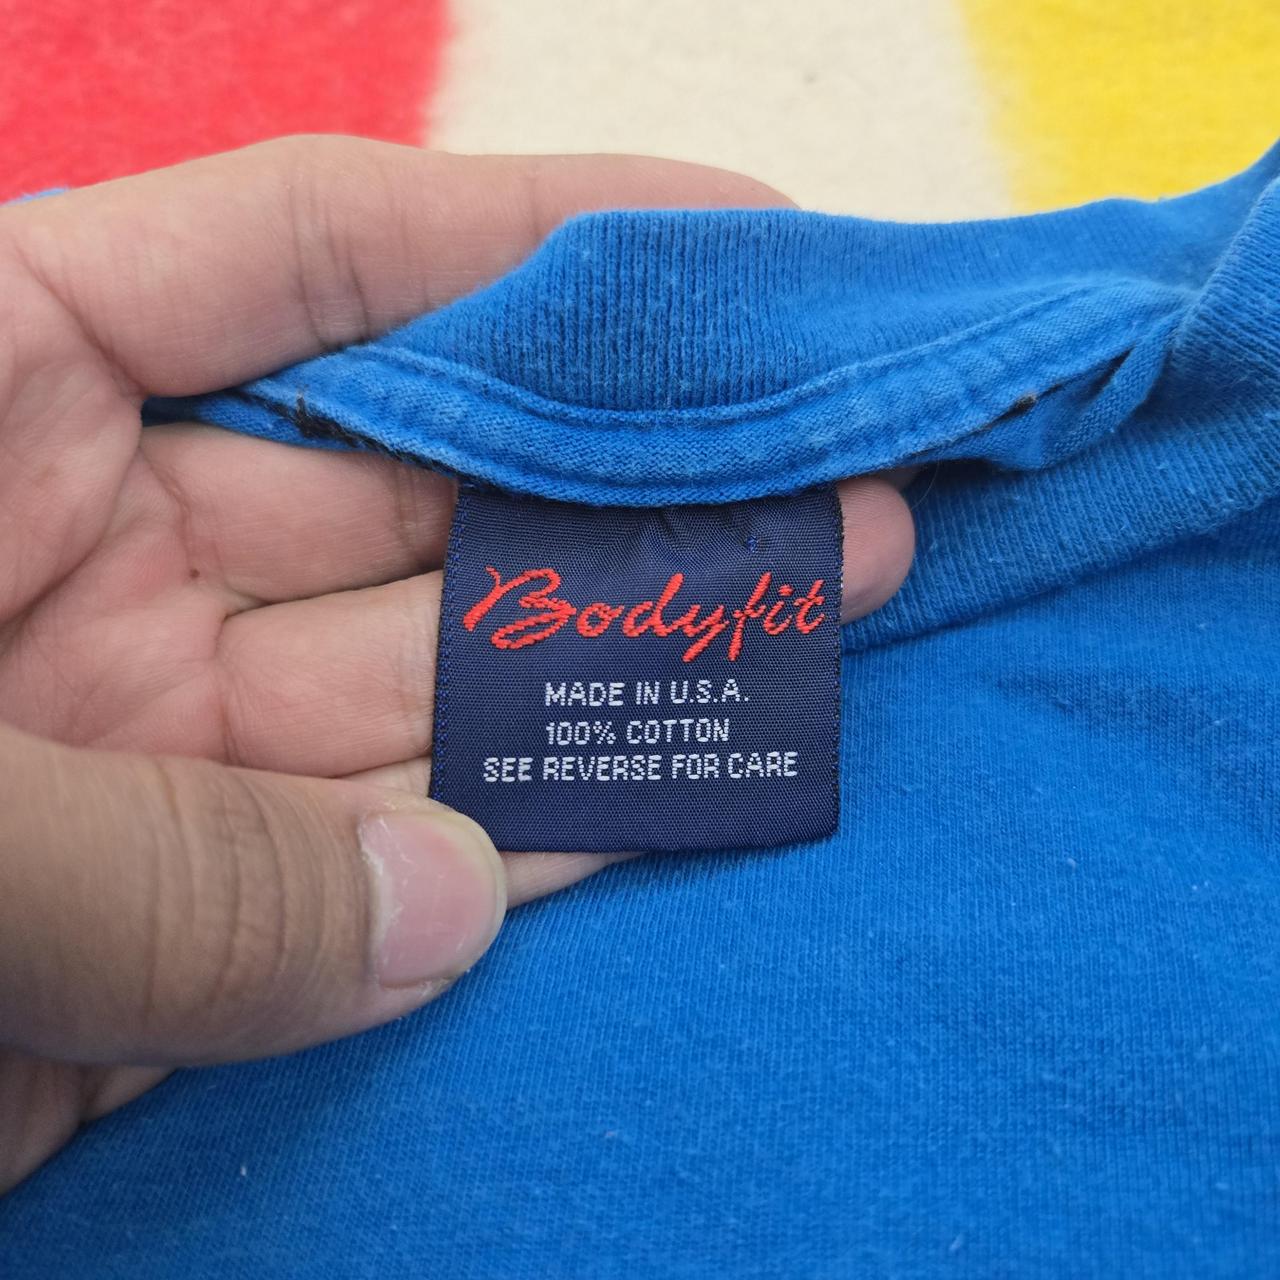 Bodyfit
MADE IN U.S.A.
100% COTTON
SEE REVERSE FOR CARE